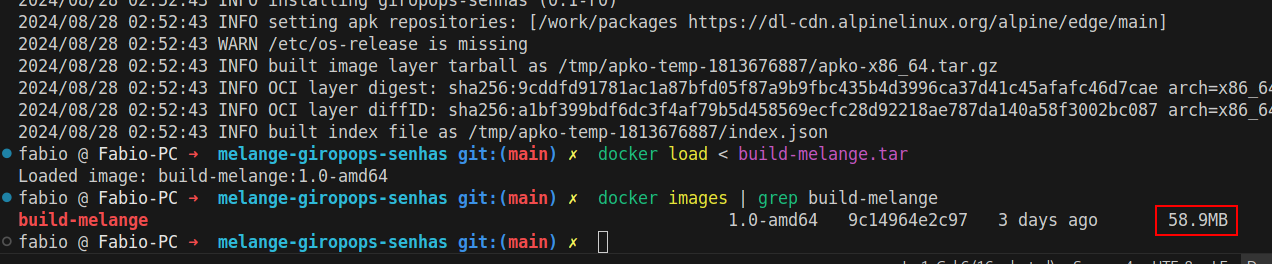 2024/08/28 02:52:43 INFO installing giropops-senhas (0.1-r0)
2024/08/28 02:52:43 INFO setting apk repositories: [/work/packages https://dl-cdn.alpinelinux.org/alpine/edge/main]
2024/08/28 02:52:43 WARN /etc/os-release is missing
2024/08/28 02:52:43 INFO built image layer tarball as /tmp/apko-temp-1813676887/apko-x86_64.tar.gz
2024/08/28 02:52:43 INFO OCI layer digest: sha256:9cddfd91781ac1a87bfd05f87a9b9fbc435b4d3996ca37d41c45afafc46d7cae arch=x86_64
2024/08/28 02:52:43 INFO OCI layer diffID: sha256:a1bf399bdf6dc3f4af79b5d458569ecfc28d92218ae787da140a58f3002bc087 arch=x86_64
2024/08/28 02:52:43 INFO built index file as /tmp/apko-temp-1813676887/index.json
fabio @ Fabio-PC ➜ melange-giropops-senhas git:(main) ✗ docker load < build-melange.tar
Loaded image: build-melange:1.0-amd64
fabio @ Fabio-PC ➜ melange-giropops-senhas git:(main) ✗ docker images | grep build-melange
build-melange 1.0-amd64 9c14964e2c97 3 days ago 58.9MB
fabio @ Fabio-PC ➜ melange-giropops-senhas git:(main) ✗